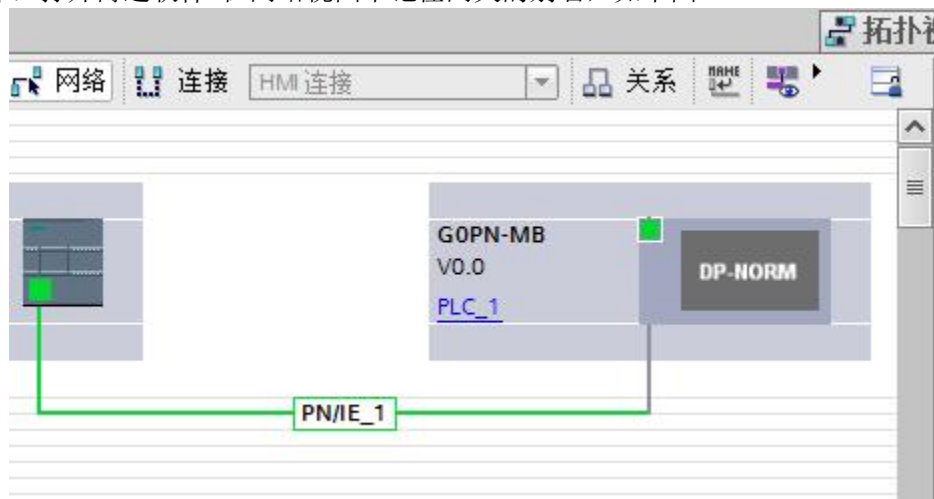 拓扑
网络 连接 HMI 连接 关系
G0PN-MB
V0.0
DP-NORM
PLC_1
PN/IE_1